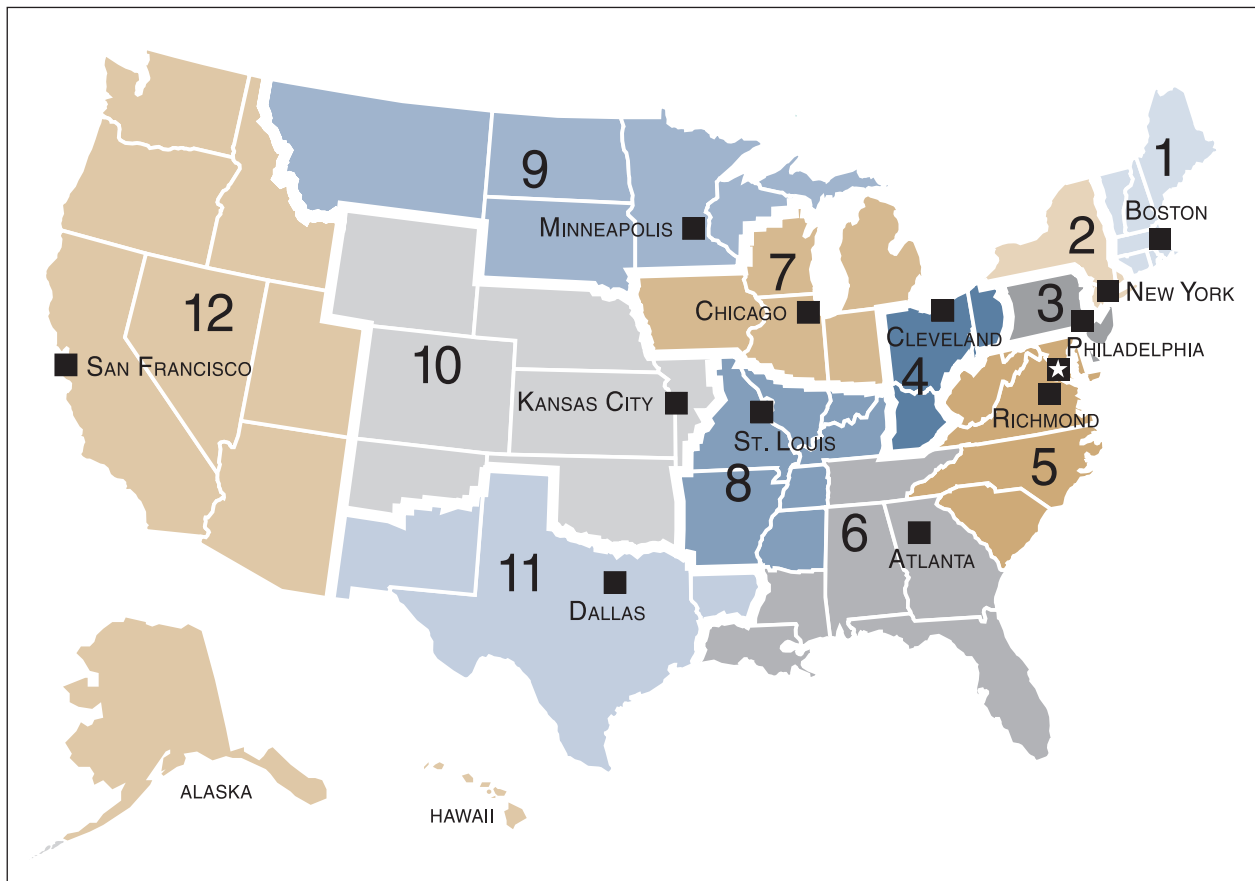 1
BOSTON
2
NEW YORK
3
PHILADELPHIA
9
MINNEAPOLIS
7
CHICAGO
CLEVELAND
4
12
SAN FRANCISCO
10
KANSAS CITY
ST. LOUIS
8
RICHMOND
5
6
ATLANTA
11
DALLAS
ALASKA
HAWAII